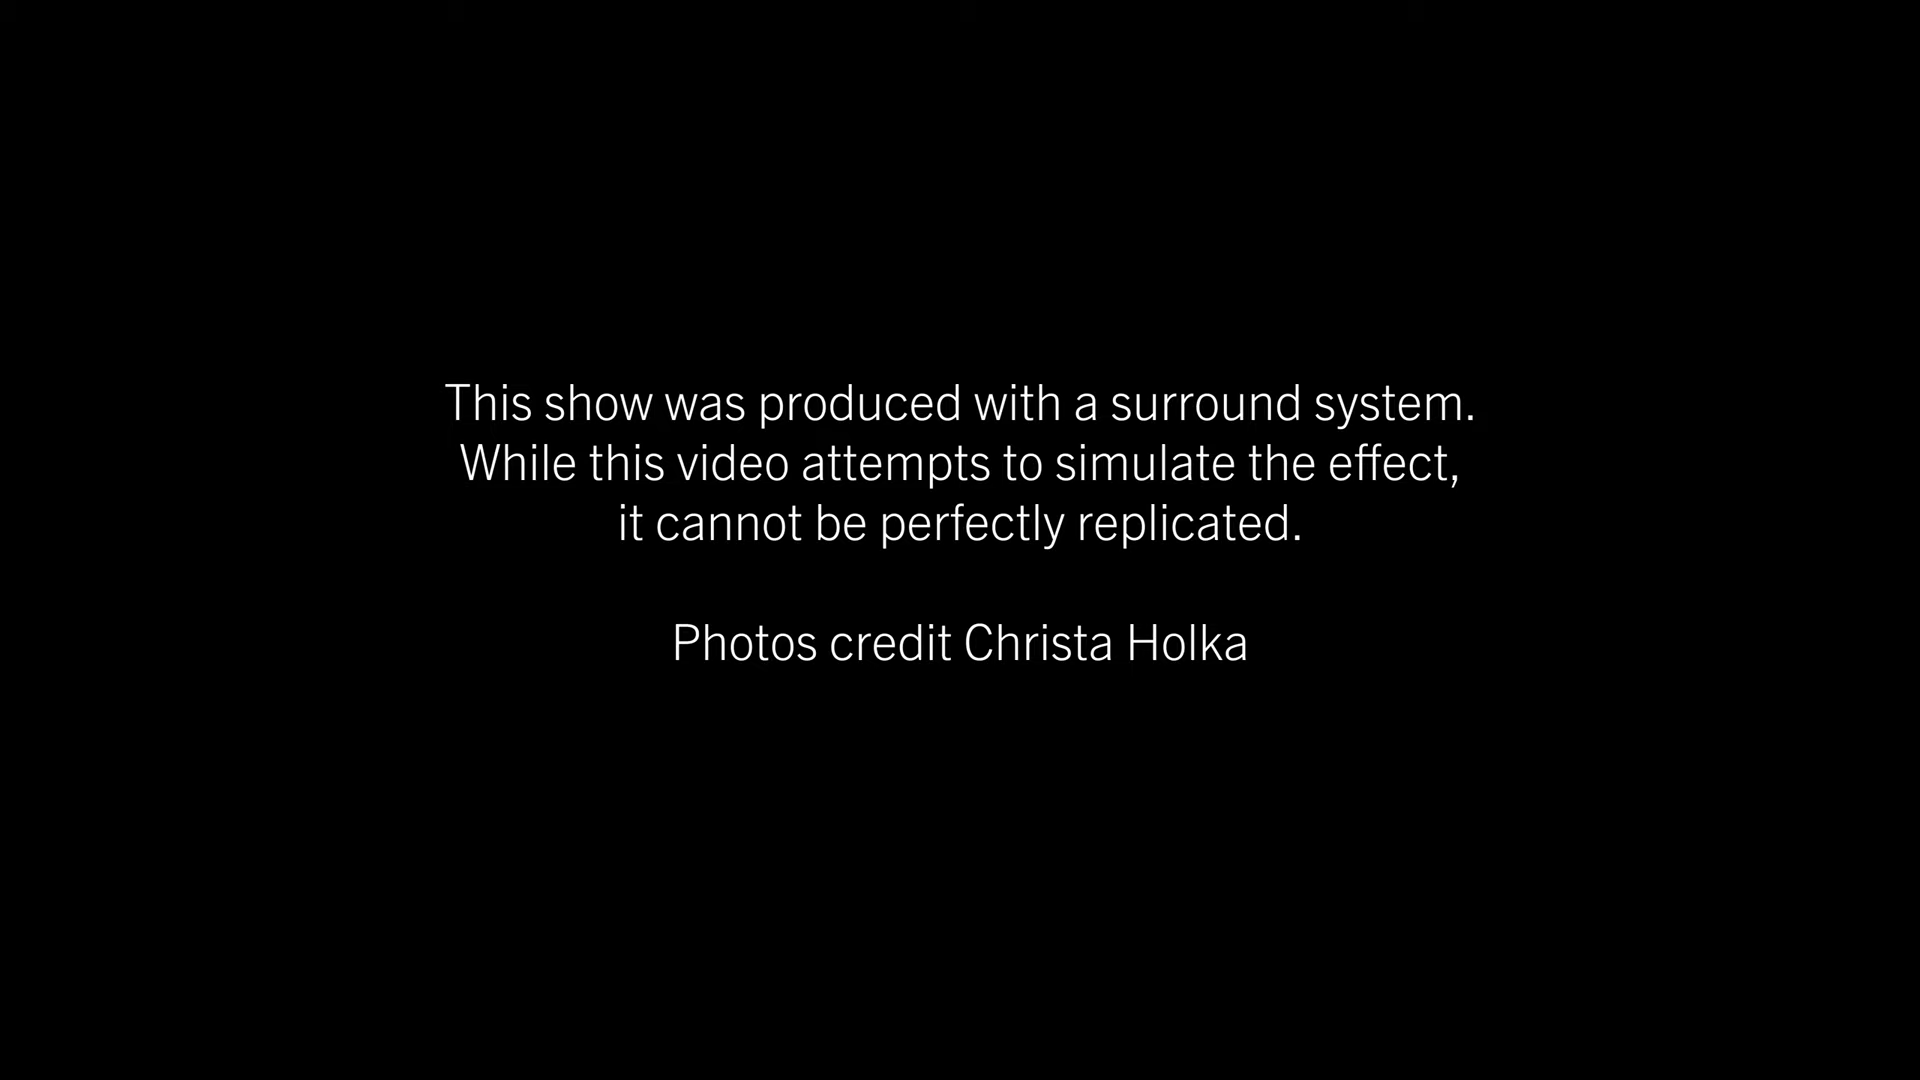 This show was produced with a surround system.
While this video attempts to simulate the effect,
it cannot be perfectly replicated.
Photos credit Christa Holka